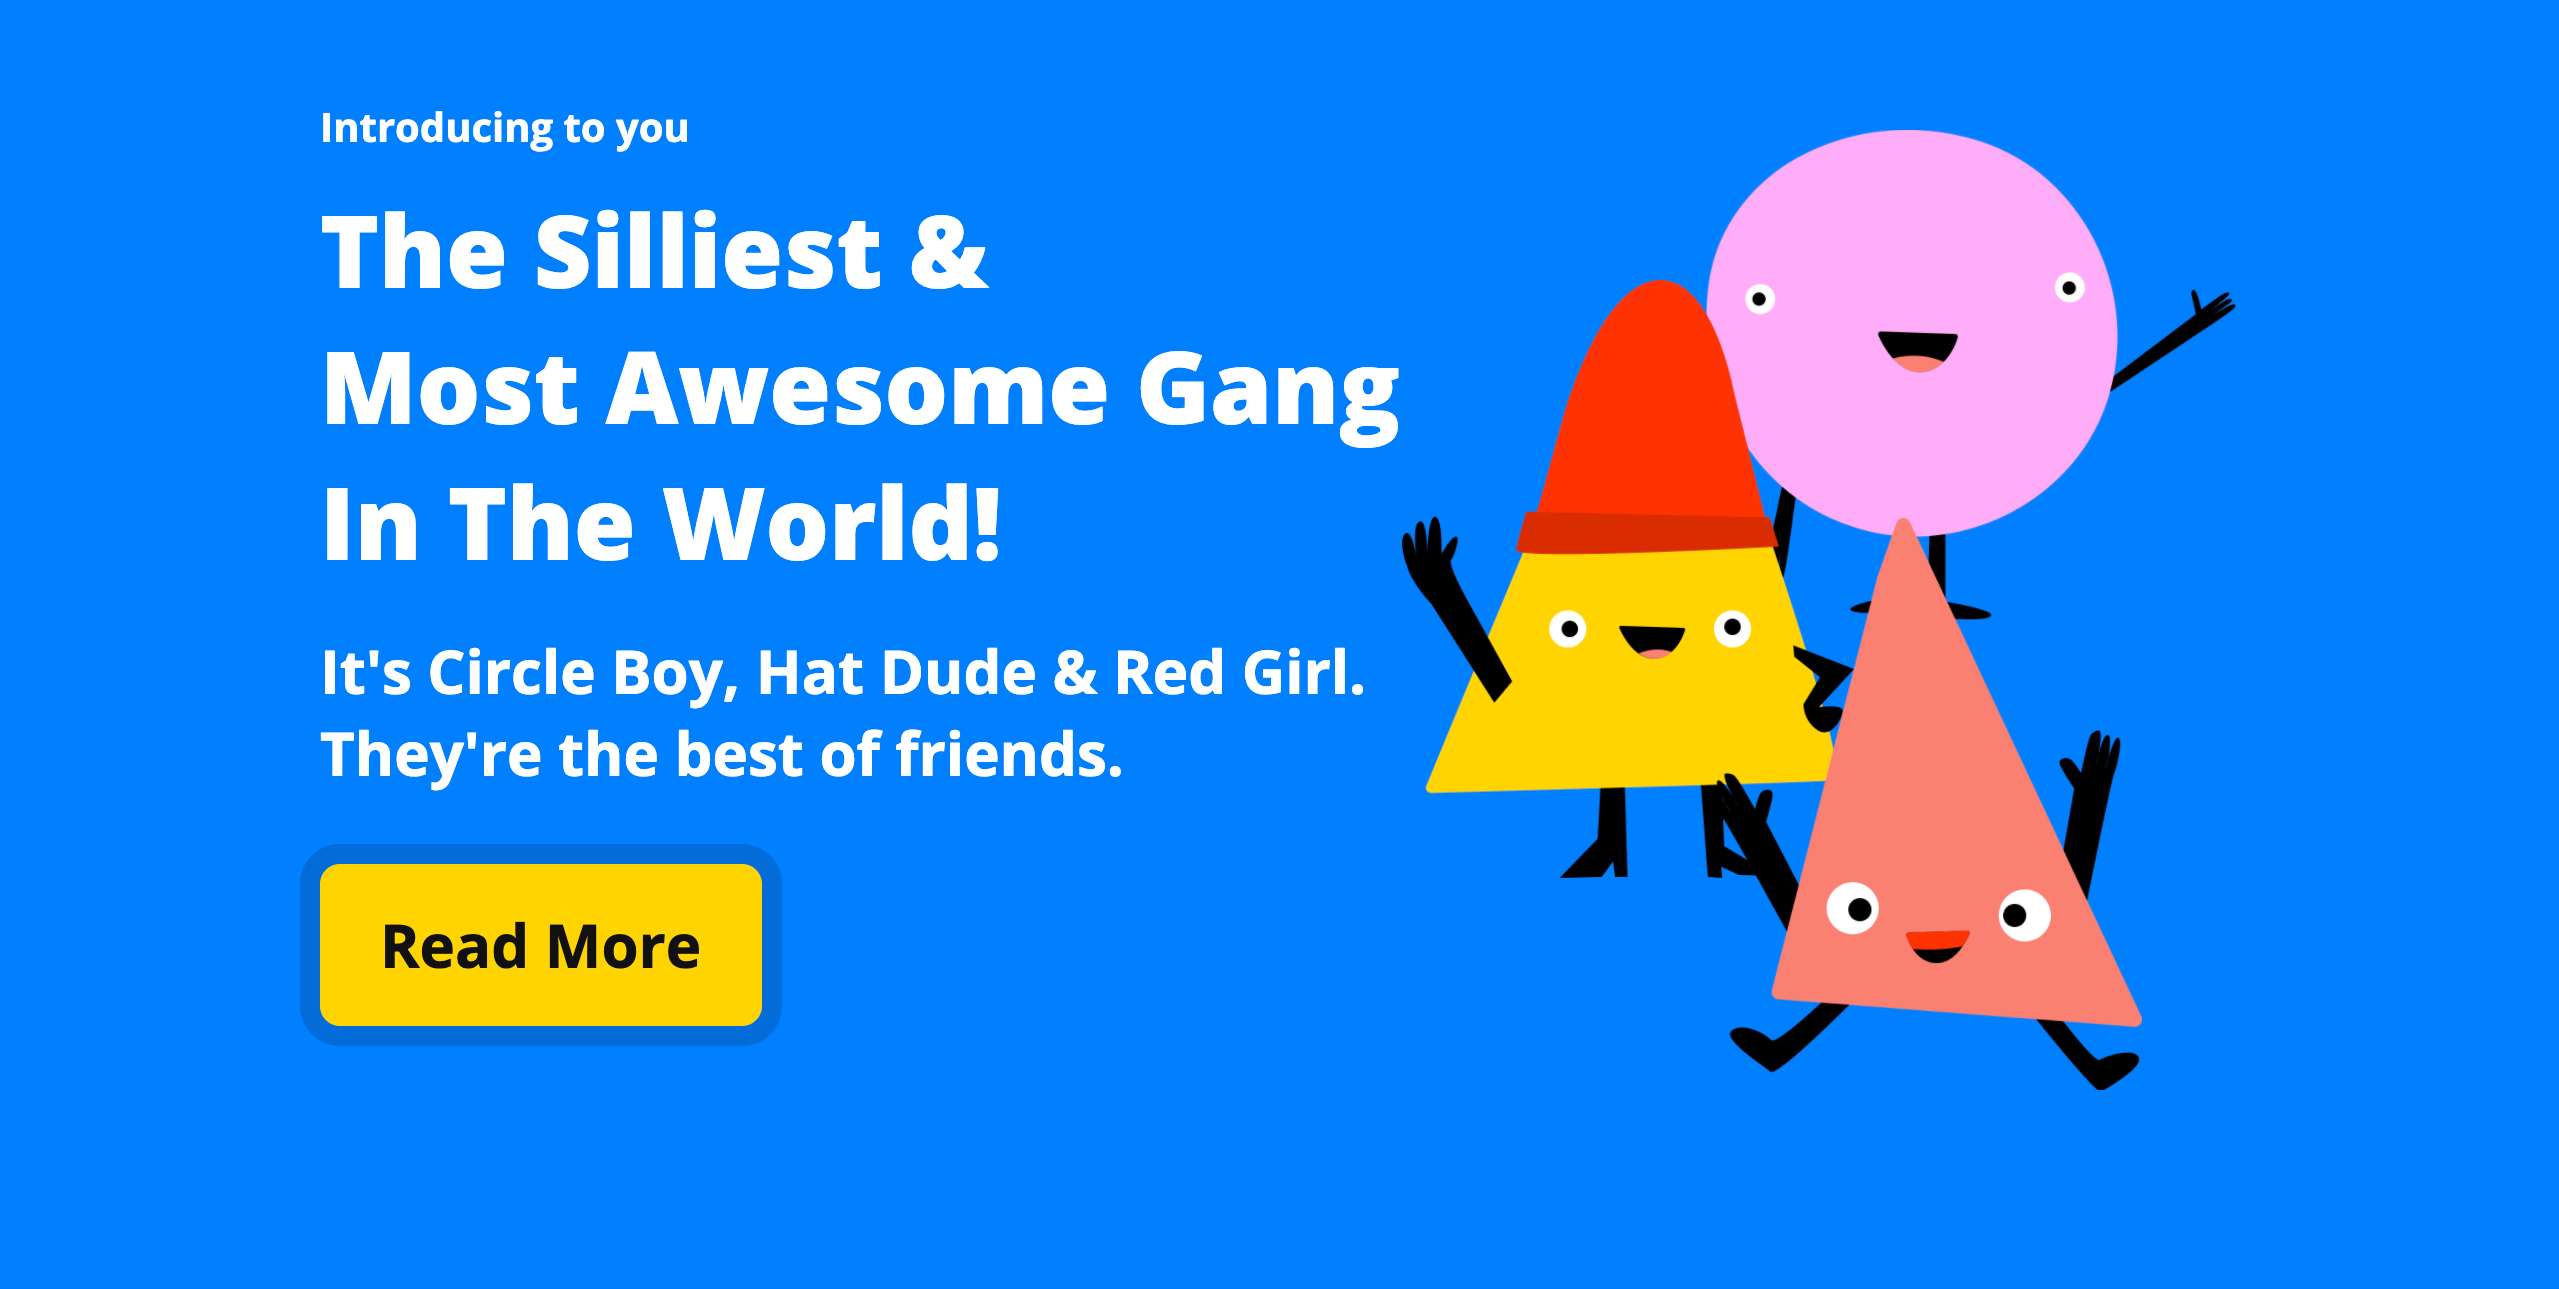 Introducing to you
The Silliest &
Most Awesome Gang
In The World!
It's Circle Boy, Hat Dude & Red Girl.
They're the best of friends.
Read More